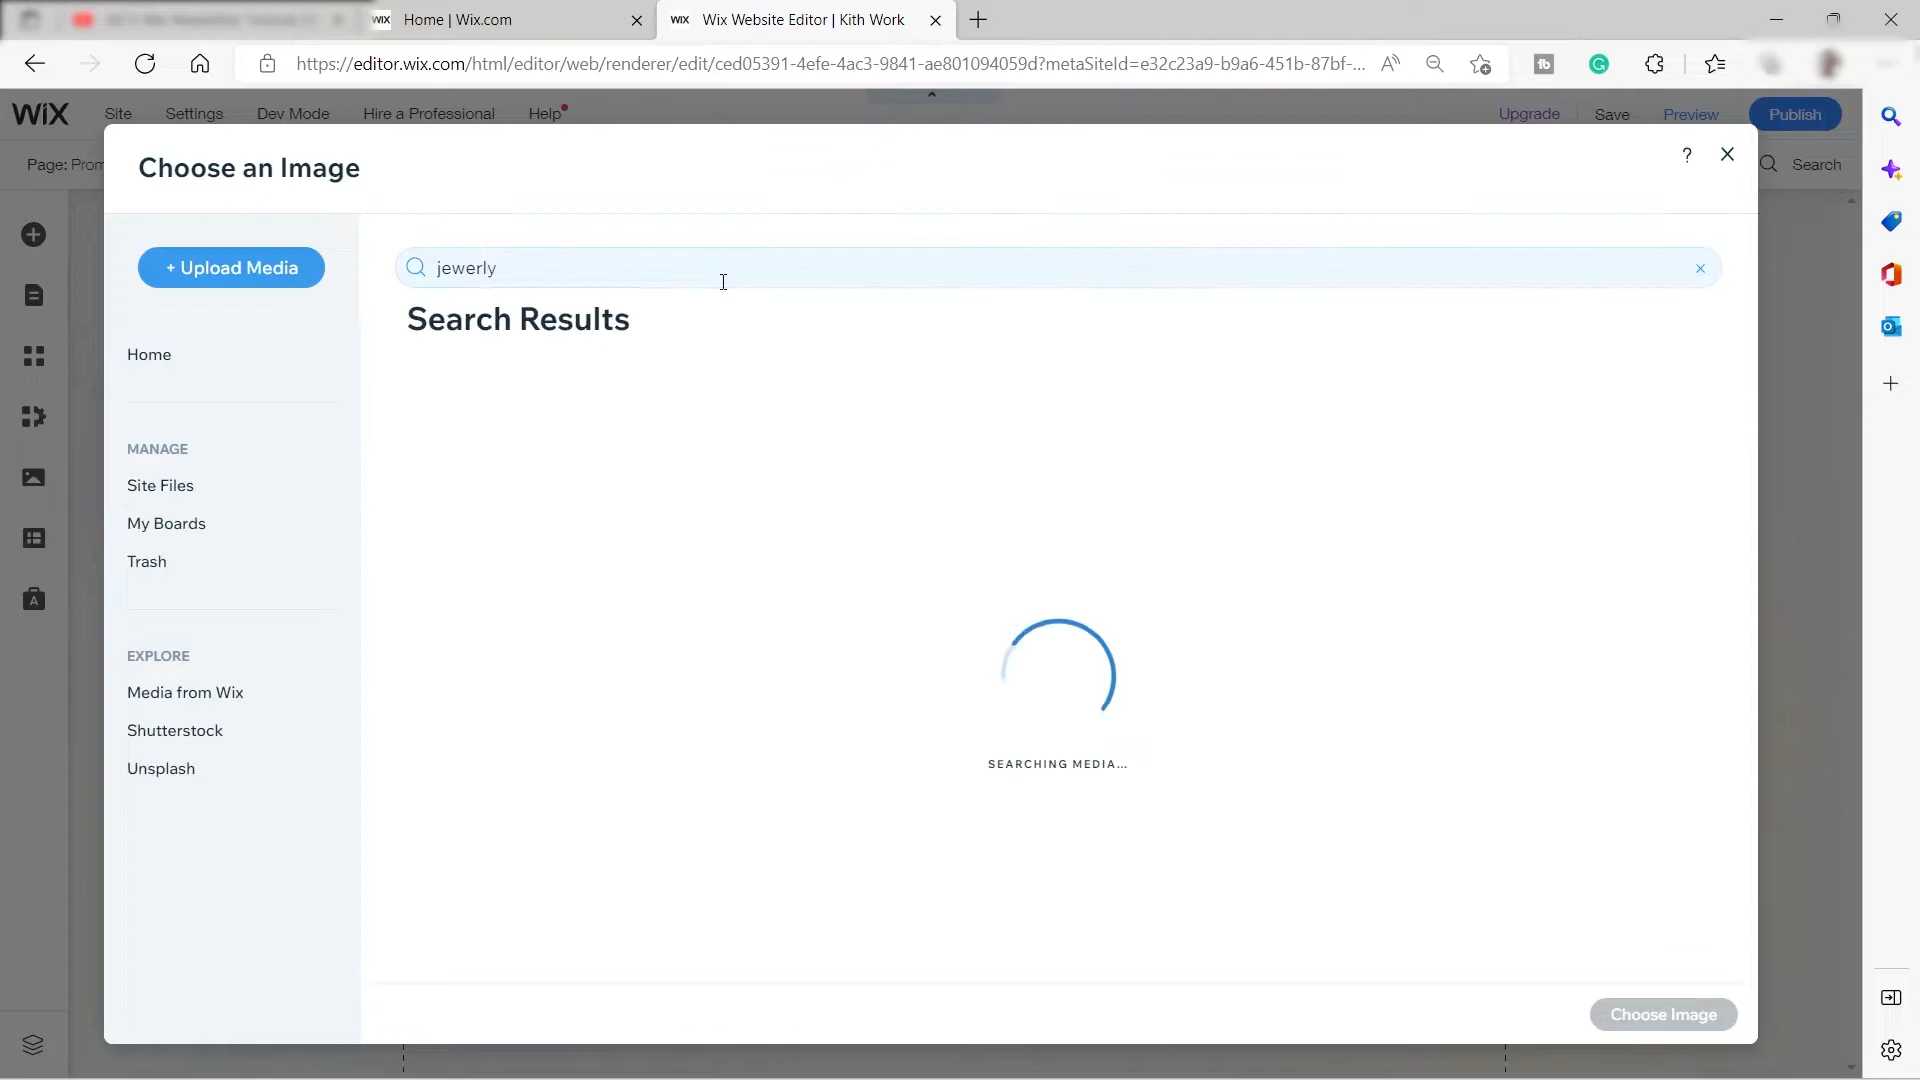 Home | Wix.com
Wix Website Editor | Kith Work
https://editor.wix.com/html/editor/web/renderer/edit/ced05391-4efe-4ac3-9841-ae801094059d?metaSiteId=e32c23a9-b9a6-451b-87bf-...
WIX Site Settings Dev Mode Hire a Professional Help Upgrade Save Preview Publish
Page: Prom
Search
Choose an Image
?
+ Upload Media
jewerly
Search Results
Home
MANAGE
Site Files
My Boards
Trash
EXPLORE
Media from Wix
Shutterstock
Unsplash
SEARCHING MEDIA...
Choose Image